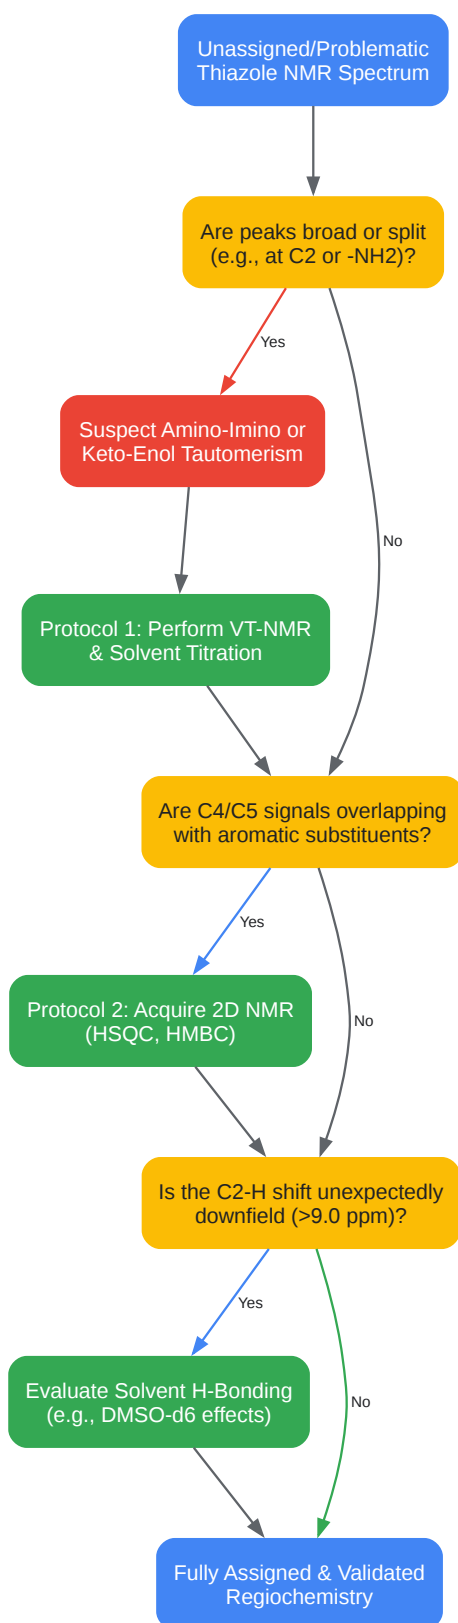 Unassigned/Problematic
Thiazole NMR Spectrum
Are peaks broad or split
(e.g., at C2 or -NH2)?
Yes
Suspect Amino-Imino or
Keto-Enol Tautomerism
No
Protocol 1: Perform VT-NMR
& Solvent Titration
Are C4/C5 signals overlapping
with aromatic substituents?
Yes
Protocol 2: Acquire 2D NMR
(HSQC, HMBC)
No
Is the C2-H shift unexpectedly
downfield (>9.0 ppm)?
Yes
Evaluate Solvent H-Bonding
(e.g., DMSO-d6 effects)
No
Fully Assigned & Validated
Regiochemistry